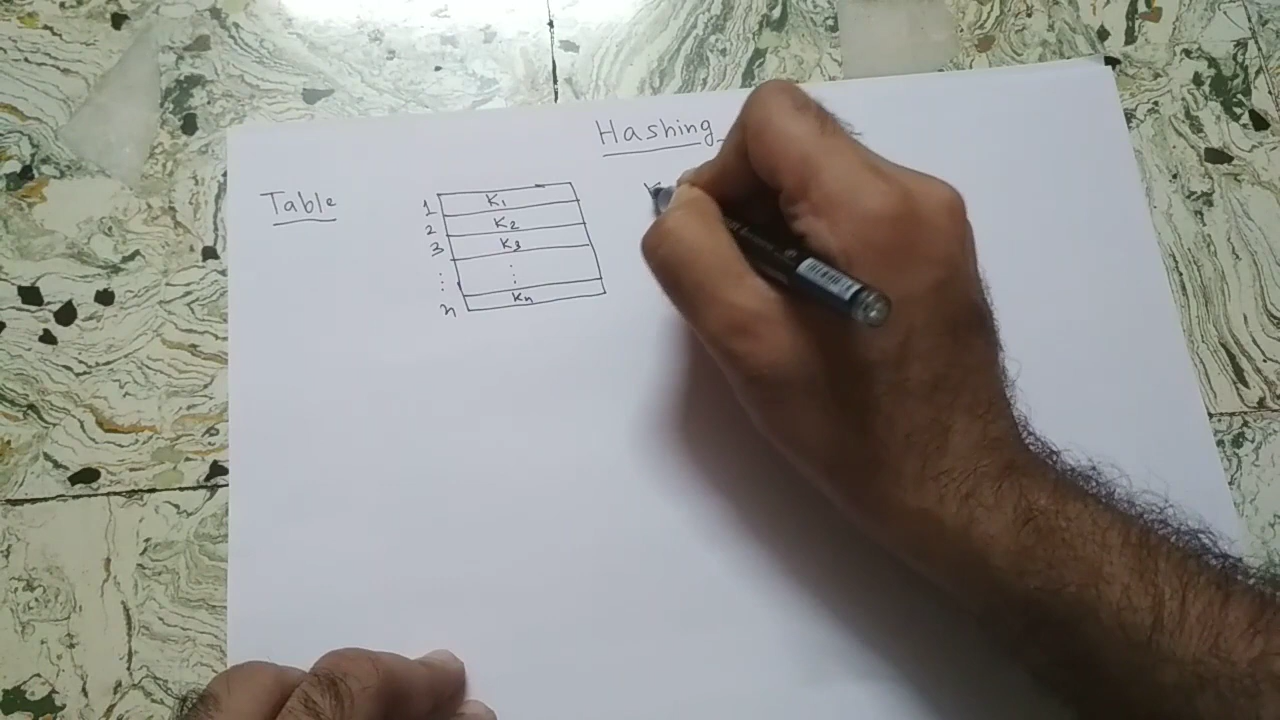 Hashing
Table
1 K1
2 K2
3 K3
⋮ ⋮
n Kn